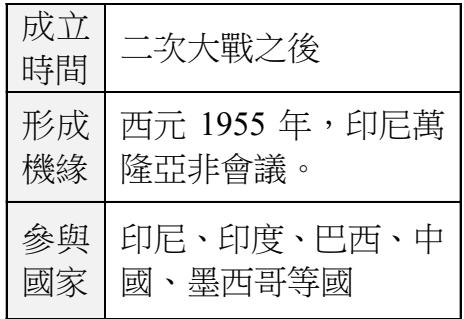 成立
時間
二次大戰之後
形成
機緣
西元 1955 年，印尼萬
隆亞非會議。
參與
國家
印尼、印度、巴西、中
國、墨西哥等國